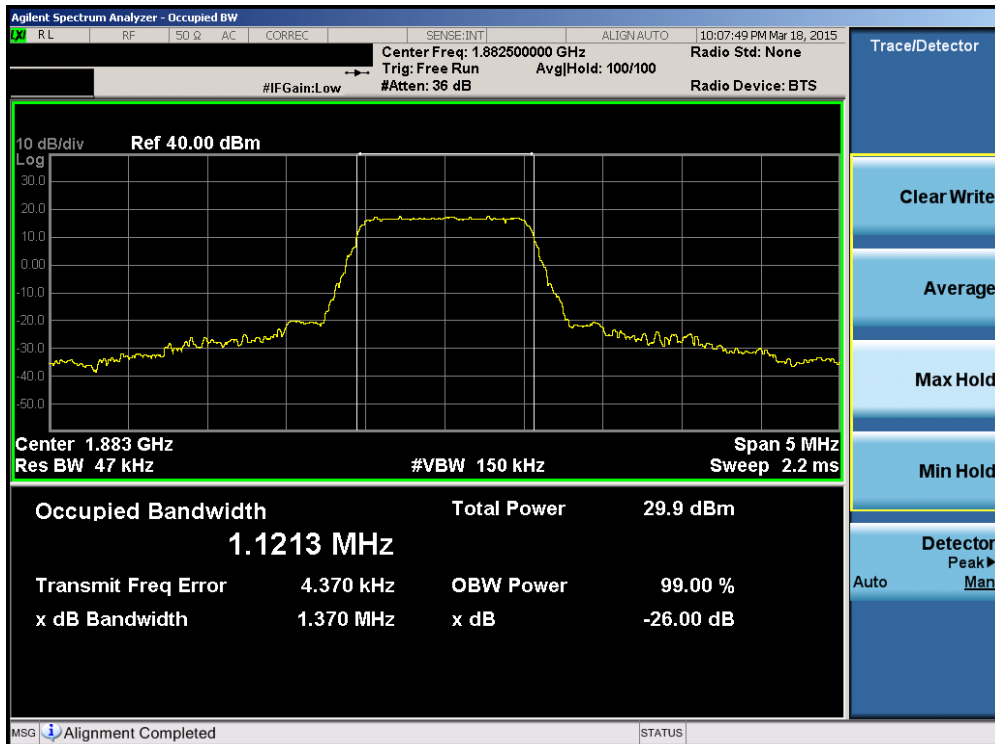 Agilent Spectrum Analyzer - Occupied BW
LXI RL RF 50 Ω AC CORREC SENSE:INT ALIGN AUTO 10:07:49 PM Mar 18, 2015
Center Freq: 1.882500000 GHz Radio Std: None
Trig: Free Run Avg|Hold: 100/100
#IFGain:Low #Atten: 36 dB Radio Device: BTS
10 dB/div Ref 40.00 dBm
Log
30.0
20.0
10.0
0.00
-10.0
-20.0
-30.0
-40.0
-50.0
Center 1.883 GHz Span 5 MHz
Res BW 47 kHz #VBW 150 kHz Sweep 2.2 ms
Occupied Bandwidth Total Power 29.9 dBm
1.1213 MHz
Transmit Freq Error 4.370 kHz OBW Power 99.00 %
x dB Bandwidth 1.370 MHz x dB -26.00 dB
Trace/Detector
Clear Write
Average
Max Hold
Min Hold
Detector
Peak▶
Auto Man
MSG Alignment Completed STATUS